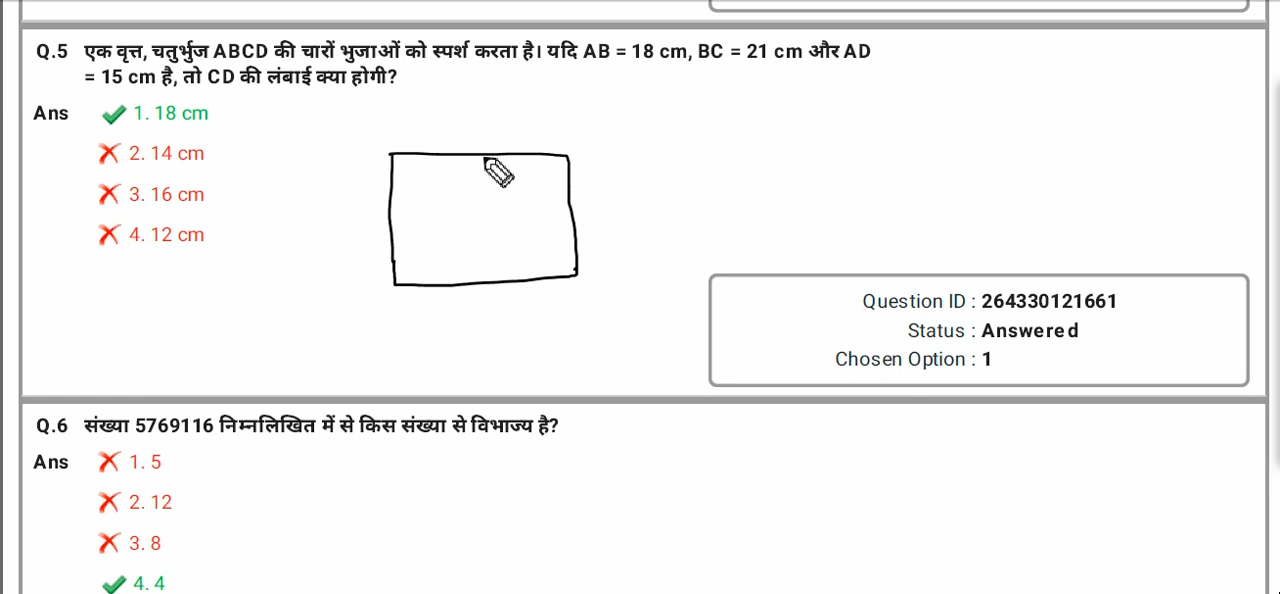 Q.5 एक वृत्त, चतुर्भुज ABCD की चारों भुजाओं को स्पर्श करता है। यदि AB = 18 cm, BC = 21 cm और AD
= 15 cm है, तो CD की लंबाई क्या होगी?
Ans 1. 18 cm
2. 14 cm
3. 16 cm
4. 12 cm
Question ID : 264330121661
Status : Answered
Chosen Option : 1
Q.6 संख्या 5769116 निम्नलिखित में से किस संख्या से विभाज्य है?
Ans 1. 5
2. 12
3. 8
4. 4